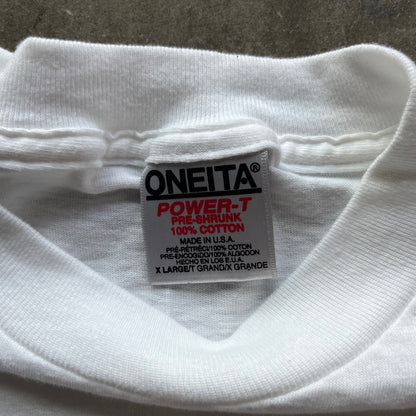 ONEITA®
POWER-T
PRE-SHRUNK
100% COTTON
MADE IN U.S.A.
PRÉ-RÉTRÉCI/100% COTON
PRE-ENCOGIDO/100% ALGODON
HECHO EN LOS E.U.A.
X LARGE/T GRAND/X GRANDE